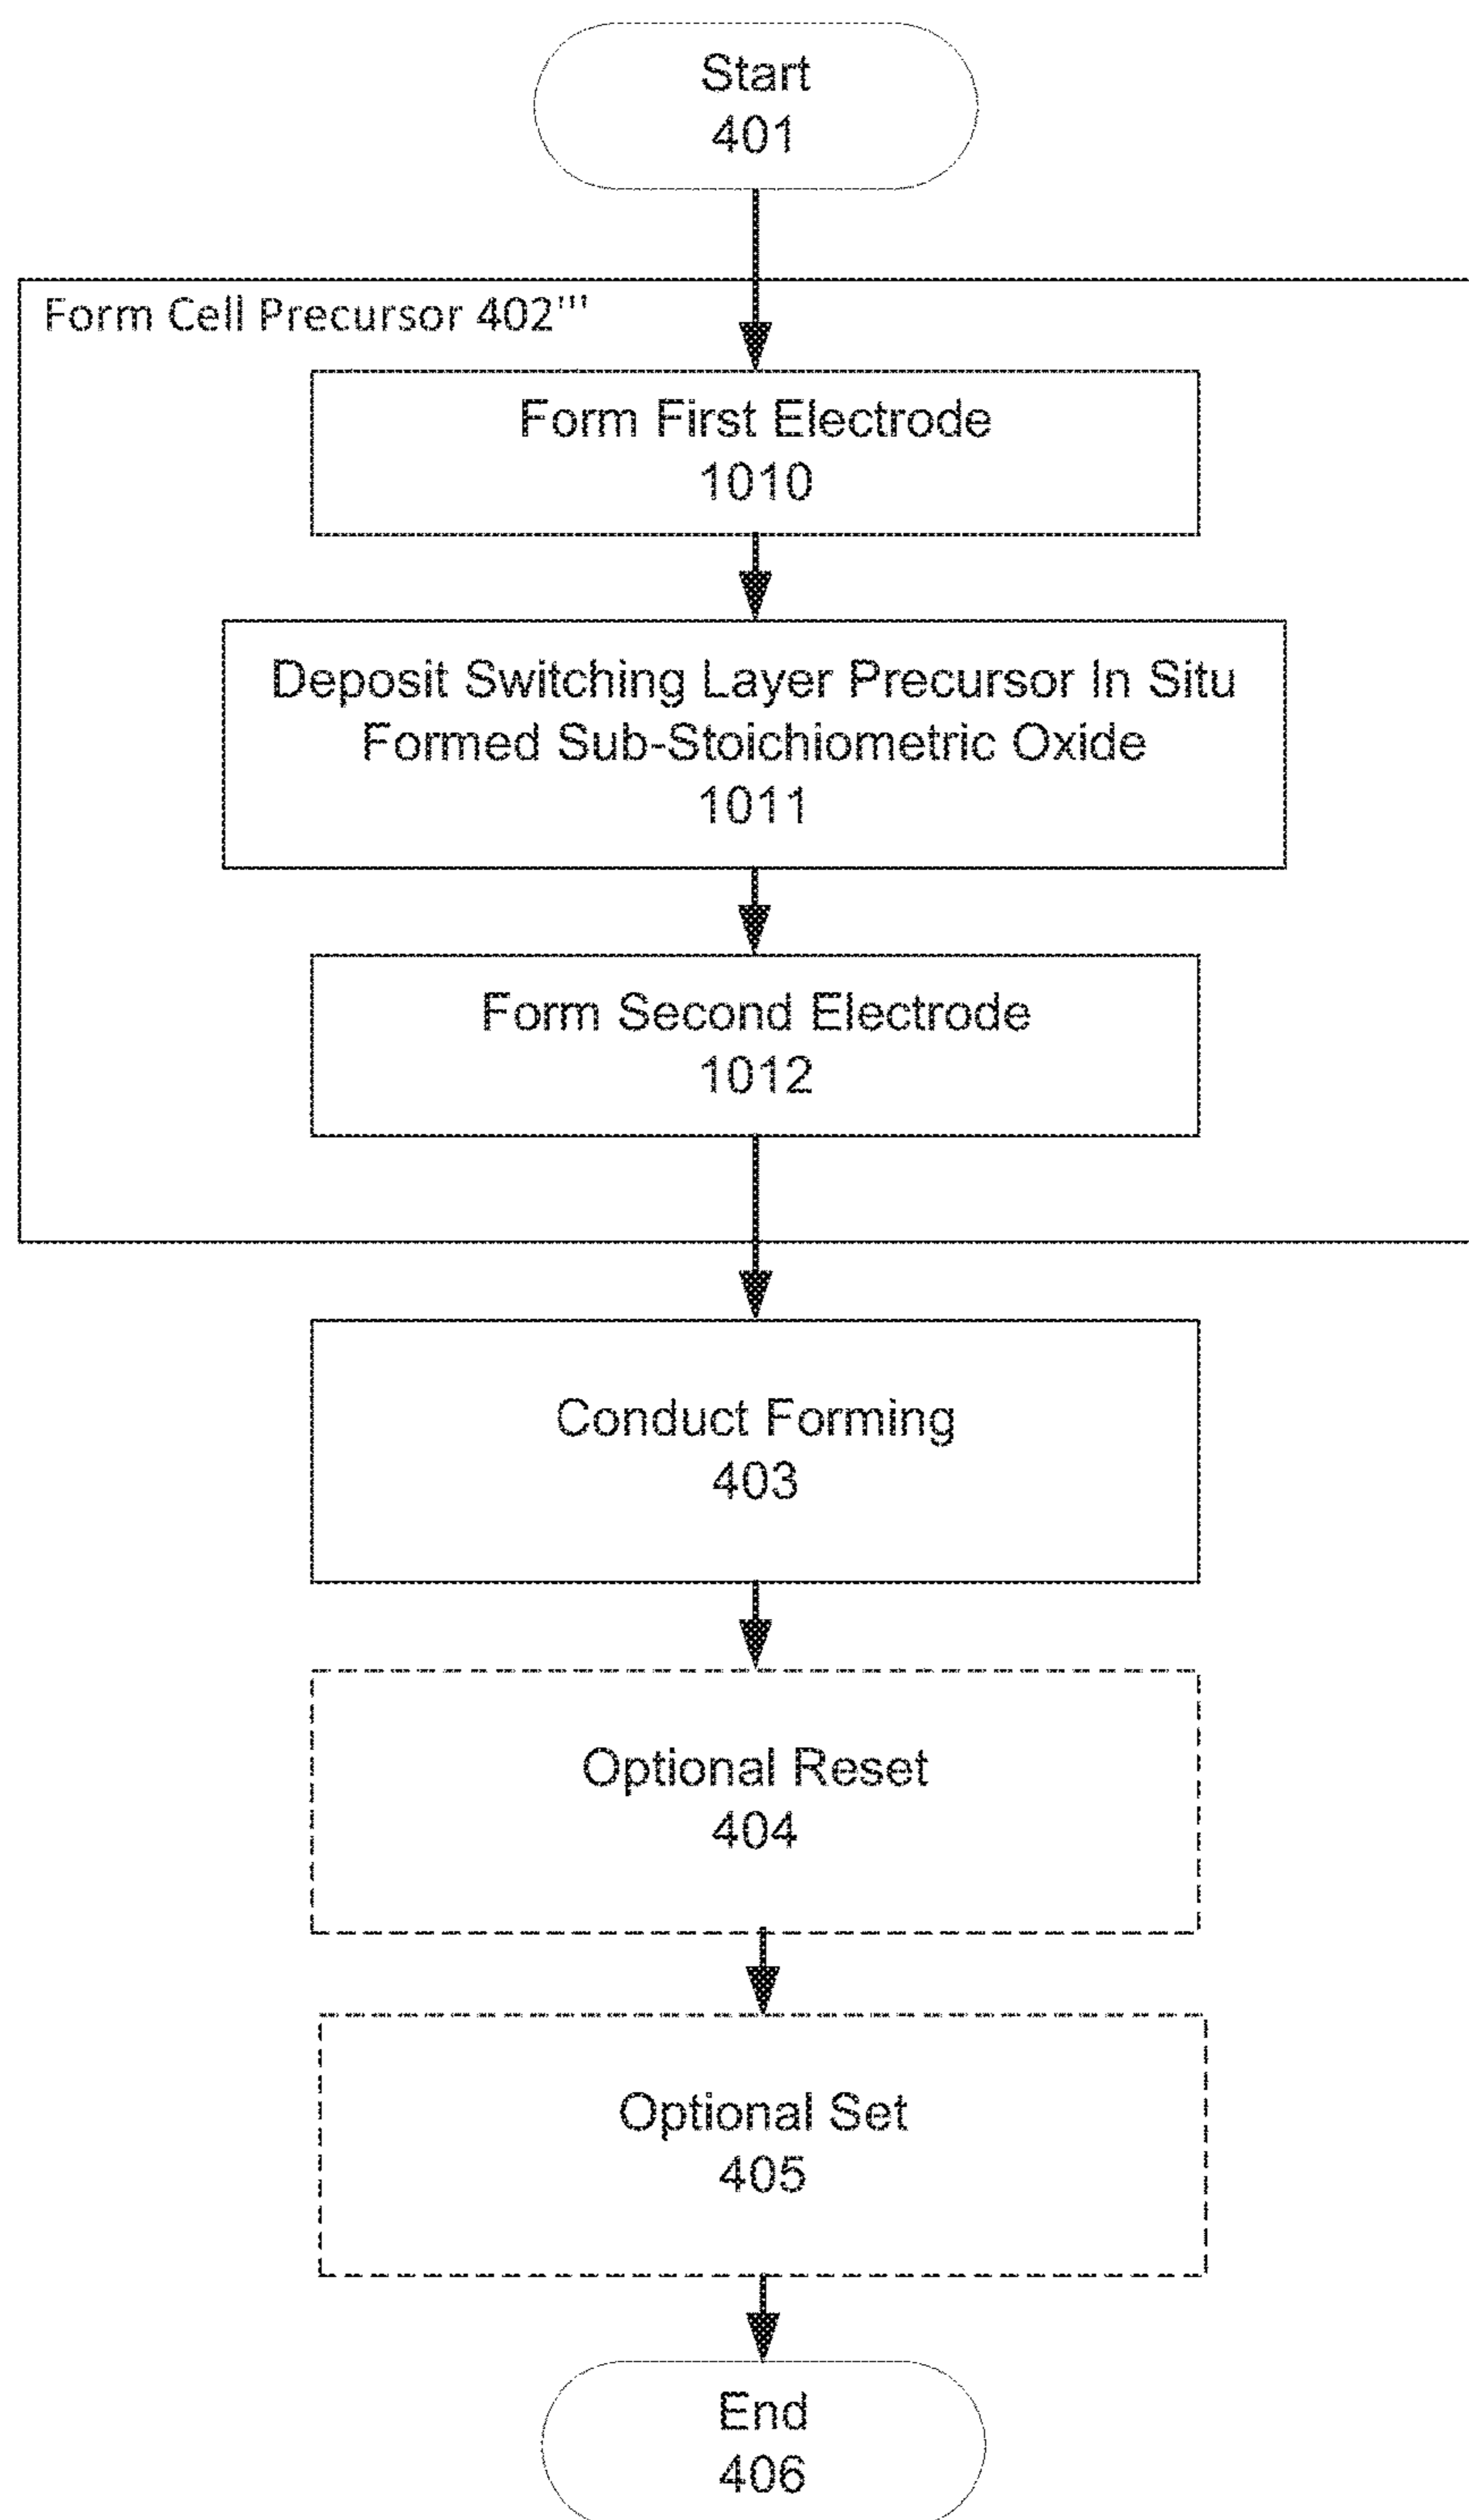 Start
401
Form Cell Precursor 402'''
Form First Electrode
1010
Deposit Switching Layer Precursor In Situ
Formed Sub-Stoichiometric Oxide
1011
Form Second Electrode
1012
Conduct Forming
403
Optional Reset
404
Optional Set
405
End
406